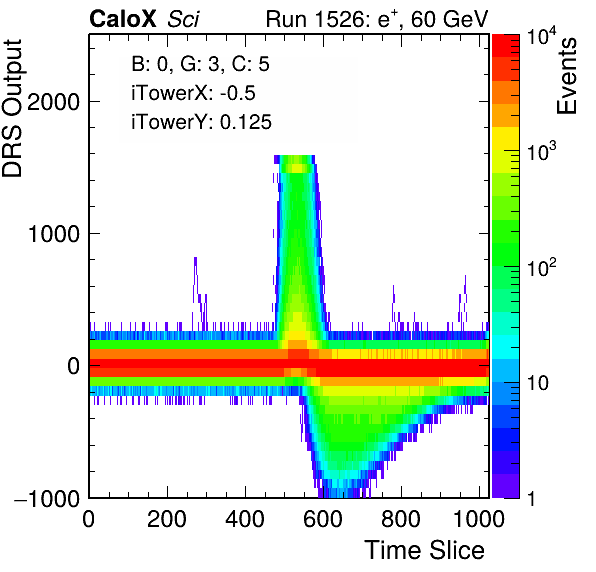 CaloX Sci Run 1526: e+, 60 GeV
B: 0, G: 3, C: 5
iTowerX: -0.5
iTowerY: 0.125
DRS Output
2000
1000
0
−1000
0 200 400 600 800 1000
Time Slice
Events
10^4
10^3
10^2
10
1